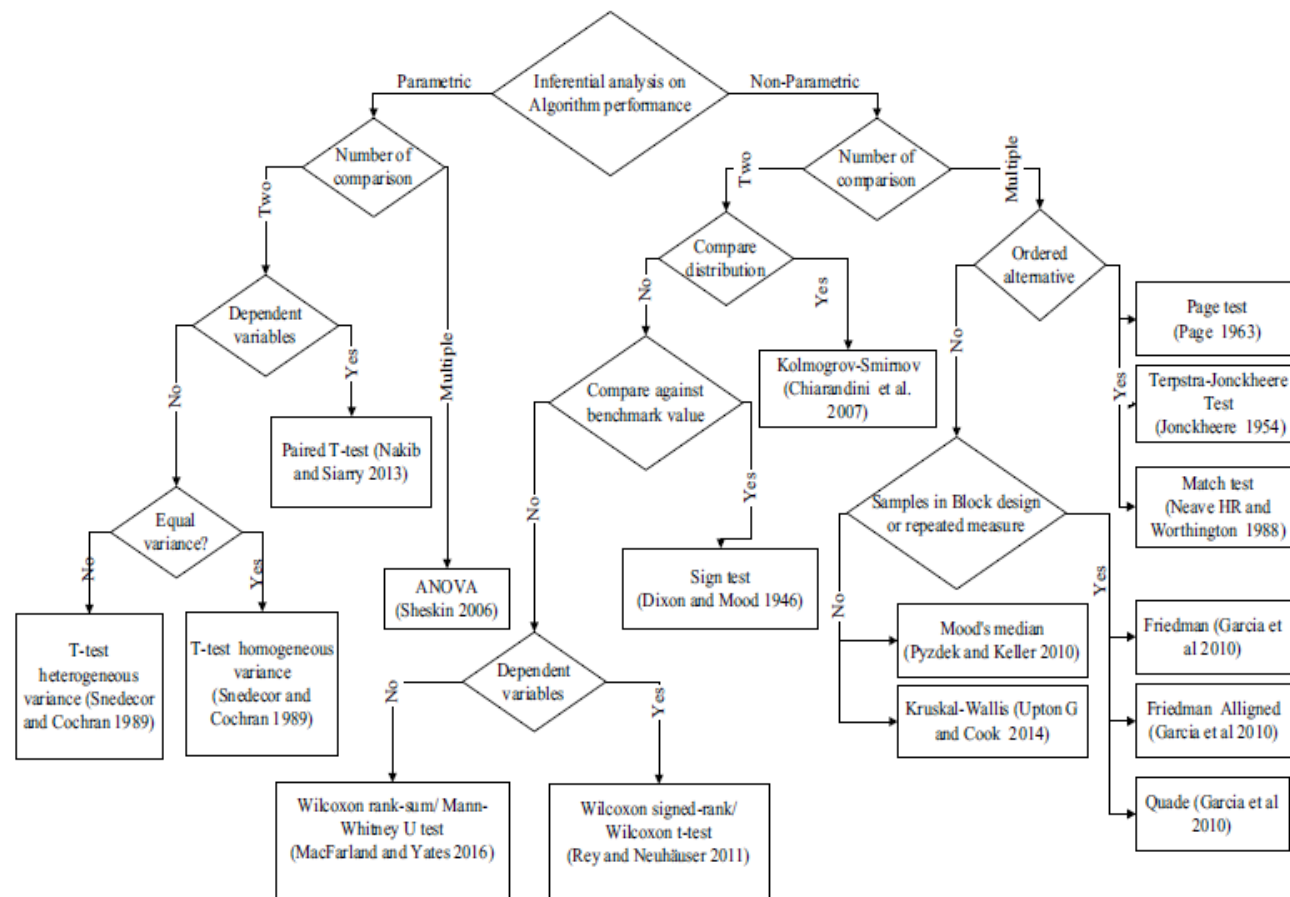 Parametric
Inferential analysis on
Algorithm performance
Non-Parametric
Number of
comparison
Two
Multiple
Dependent
variables
No
Yes
Paired T-test (Nakib
and Siarry 2013)
Equal
variance?
No
Yes
T-test
heterogeneous
variance (Snedecor
and Cochran 1989)
T-test homogeneous
variance
(Snedecor and
Cochran 1989)
ANOVA
(Sheskin 2006)
Number of
comparison
Two
Multiple
Compare
distribution
No
Yes
Kolmogrov-Smirnov
(Chiarandini et al.
2007)
Compare against
benchmark value
No
Yes
Sign test
(Dixon and Mood 1946)
Dependent
variables
No
Yes
Wilcoxon rank-sum/ Mann-
Whitney U test
(MacFarland and Yates 2016)
Wilcoxon signed-rank/
Wilcoxon t-test
(Rey and Neuhäuser 2011)
Ordered
alternative
No
Yes
Page test
(Page 1963)
Terpstra-Jonckheere
Test
(Jonckheere 1954)
Match test
(Neave HR and
Worthington 1988)
Samples in Block design
or repeated measure
No
Yes
Mood's median
(Pyzdek and Keller 2010)
Kruskal-Wallis (Upton G
and Cook 2014)
Friedman (Garcia et
al 2010)
Friedman Alligned
(Garcia et al 2010)
Quade (Garcia et al
2010)